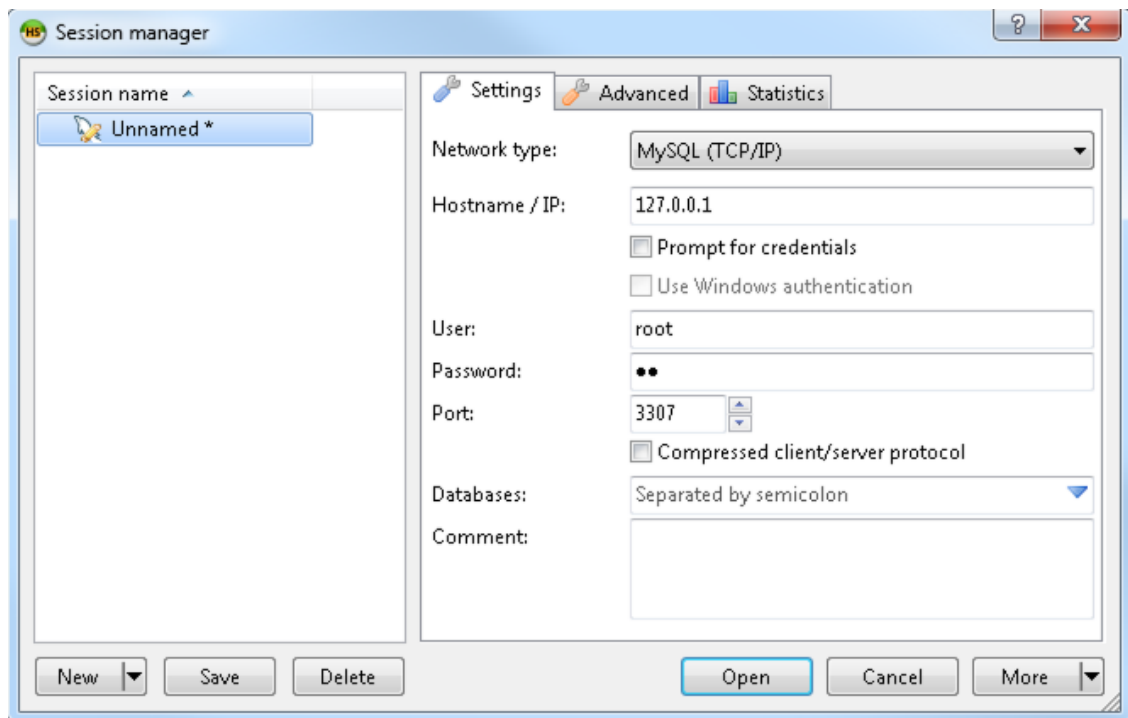 HS Session manager
Session name
Unnamed *
Settings Advanced Statistics
Network type: MySQL (TCP/IP)
Hostname / IP: 127.0.0.1
Prompt for credentials
Use Windows authentication
User: root
Password: ●●
Port: 3307
Compressed client/server protocol
Databases: Separated by semicolon
Comment:
New Save Delete Open Cancel More